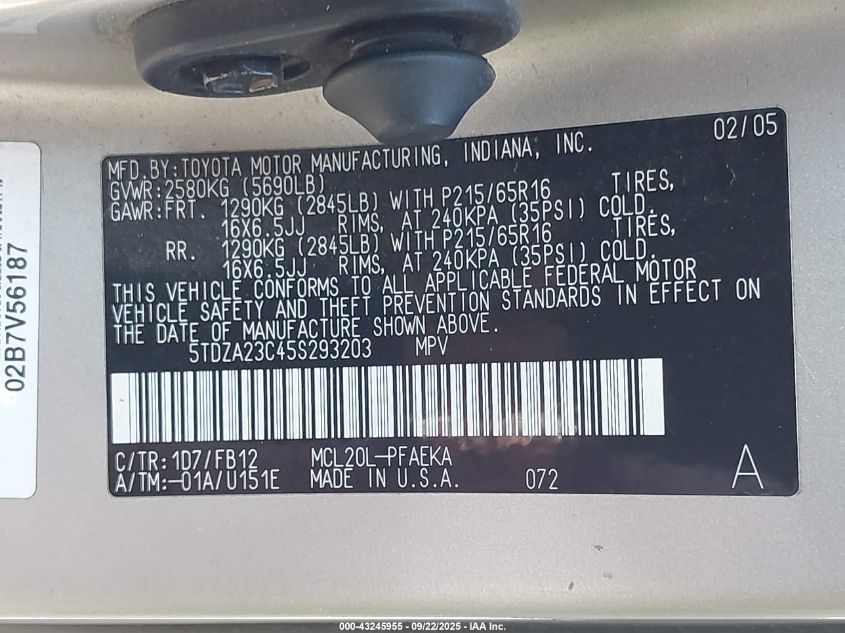 02/05
MFD.BY:TOYOTA MOTOR MANUFACTURING, INDIANA, INC.
GVWR:2580KG (5690LB)
GAWR:FRT. 1290KG (2845LB) WITH P215/65R16 TIRES,
16X6.5JJ RIMS, AT 240KPA (35PSI) COLD.
RR. 1290KG (2845LB) WITH P215/65R16 TIRES,
16X6.5JJ RIMS, AT 240KPA (35PSI) COLD.
THIS VEHICLE CONFORMS TO ALL APPLICABLE FEDERAL MOTOR
VEHICLE SAFETY AND THEFT PREVENTION STANDARDS IN EFFECT ON
THE DATE OF MANUFACTURE SHOWN ABOVE.
5TDZA23C45S293203 MPV
C/TR:1D7/FB12 MCL20L-PFAEKA
A/TM:-01A/U151E MADE IN U.S.A. 072 A
02B7V56187
000-43245955 - 09/22/2025 - IAA Inc.